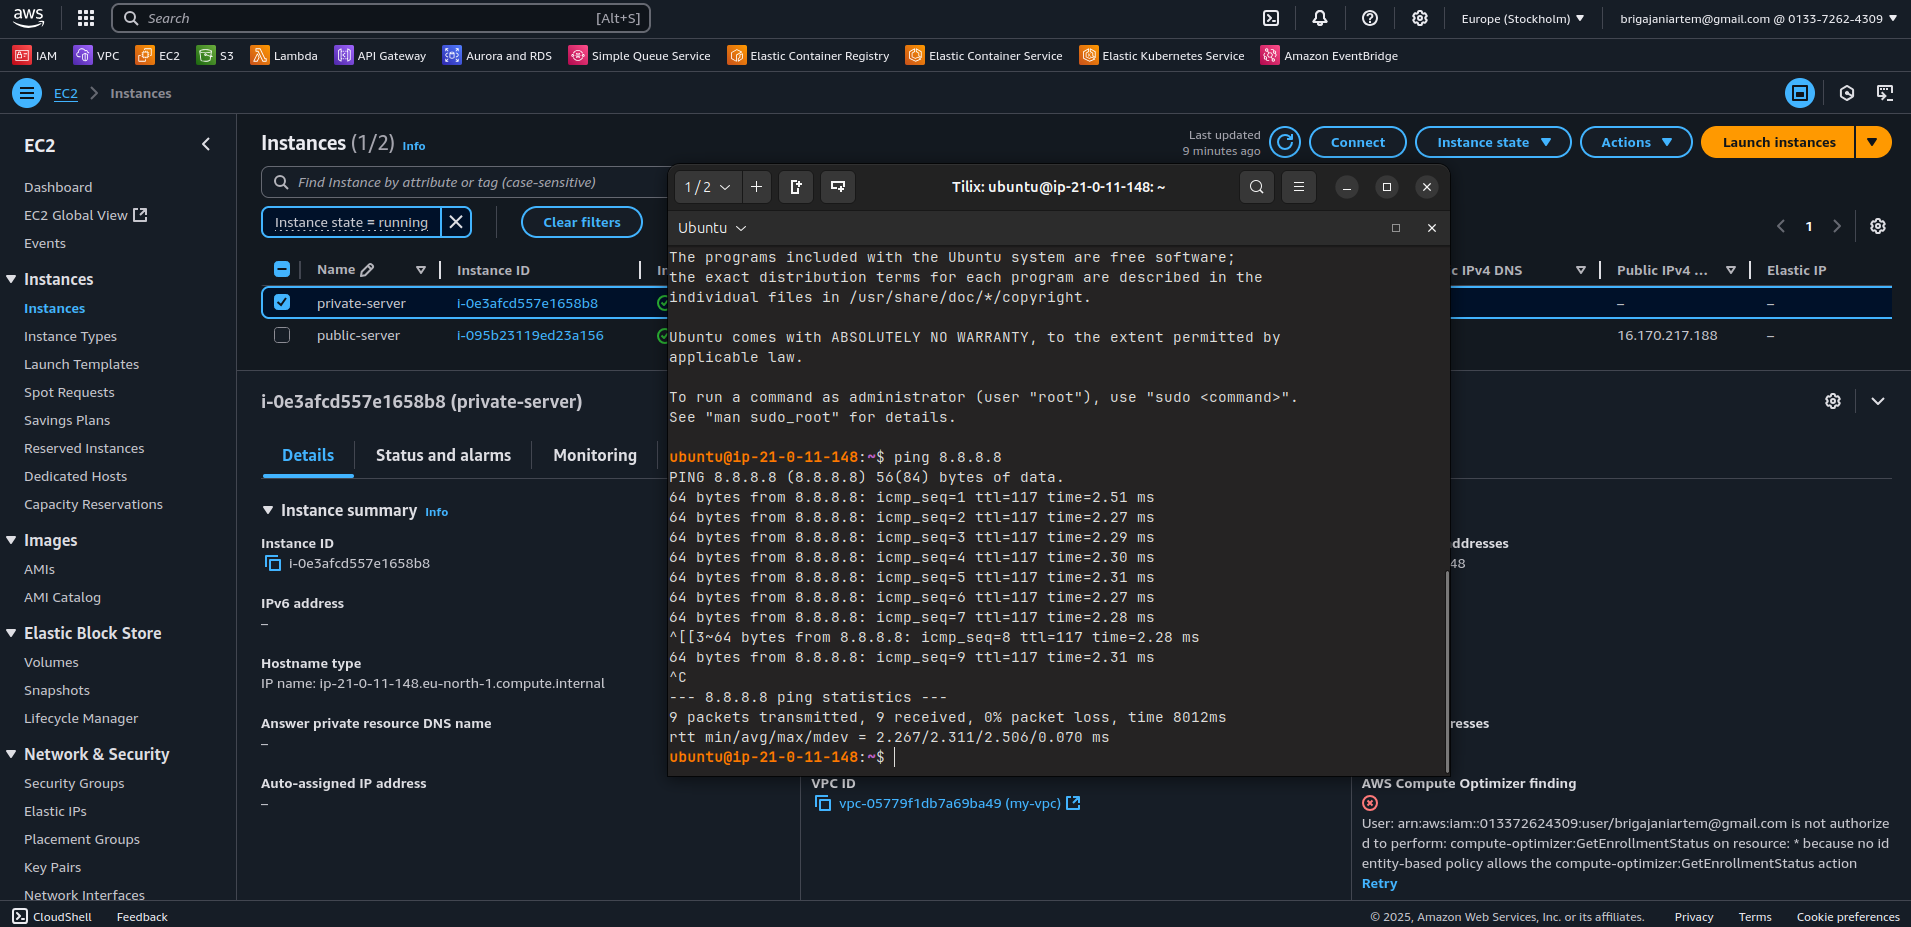 aws
Search
[Alt+S]
Europe (Stockholm)
brigajaniartem@gmail.com @ 0133-7262-4309
IAM
VPC
EC2
S3
Lambda
API Gateway
Aurora and RDS
Simple Queue Service
Elastic Container Registry
Elastic Container Service
Elastic Kubernetes Service
Amazon EventBridge
EC2
Instances
EC2
Dashboard
EC2 Global View
Events
Instances
Instances
Instance Types
Launch Templates
Spot Requests
Savings Plans
Reserved Instances
Dedicated Hosts
Capacity Reservations
Images
AMIs
AMI Catalog
Elastic Block Store
Volumes
Snapshots
Lifecycle Manager
Network & Security
Security Groups
Elastic IPs
Placement Groups
Key Pairs
Network Interfaces
Instances (1/2) Info
Last updated
9 minutes ago
Connect
Instance state
Actions
Launch instances
Find Instance by attribute or tag (case-sensitive)
Instance state = running
Clear filters
1
Name
Instance ID
In
c IPv4 DNS
Public IPv4 ...
Elastic IP
private-server
i-0e3afcd557e1658b8
–
–
public-server
i-095b23119ed23a156
16.170.217.188
–
i-0e3afcd557e1658b8 (private-server)
Details
Status and alarms
Monitoring
Instance summary Info
Instance ID
i-0e3afcd557e1658b8
IPv6 address
–
Hostname type
IP name: ip-21-0-11-148.eu-north-1.compute.internal
Answer private resource DNS name
–
Auto-assigned IP address
–
VPC ID
vpc-05779f1db7a69ba49 (my-vpc)
ddresses
48
resses
AWS Compute Optimizer finding
User: arn:aws:iam::013372624309:user/brigajaniartem@gmail.com is not authorize
d to perform: compute-optimizer:GetEnrollmentStatus on resource: * because no id
entity-based policy allows the compute-optimizer:GetEnrollmentStatus action
Retry
1 / 2
Tilix: ubuntu@ip-21-0-11-148: ~
Ubuntu
The programs included with the Ubuntu system are free software;
the exact distribution terms for each program are described in the
individual files in /usr/share/doc/*/copyright.
Ubuntu comes with ABSOLUTELY NO WARRANTY, to the extent permitted by
applicable law.
To run a command as administrator (user "root"), use "sudo <command>".
See "man sudo_root" for details.
ubuntu@ip-21-0-11-148:~$ ping 8.8.8.8
PING 8.8.8.8 (8.8.8.8) 56(84) bytes of data.
64 bytes from 8.8.8.8: icmp_seq=1 ttl=117 time=2.51 ms
64 bytes from 8.8.8.8: icmp_seq=2 ttl=117 time=2.27 ms
64 bytes from 8.8.8.8: icmp_seq=3 ttl=117 time=2.29 ms
64 bytes from 8.8.8.8: icmp_seq=4 ttl=117 time=2.30 ms
64 bytes from 8.8.8.8: icmp_seq=5 ttl=117 time=2.31 ms
64 bytes from 8.8.8.8: icmp_seq=6 ttl=117 time=2.27 ms
64 bytes from 8.8.8.8: icmp_seq=7 ttl=117 time=2.28 ms
^[[3~64 bytes from 8.8.8.8: icmp_seq=8 ttl=117 time=2.28 ms
64 bytes from 8.8.8.8: icmp_seq=9 ttl=117 time=2.31 ms
^C
--- 8.8.8.8 ping statistics ---
9 packets transmitted, 9 received, 0% packet loss, time 8012ms
rtt min/avg/max/mdev = 2.267/2.311/2.506/0.070 ms
ubuntu@ip-21-0-11-148:~$
CloudShell
Feedback
© 2025, Amazon Web Services, Inc. or its affiliates.
Privacy
Terms
Cookie preferences